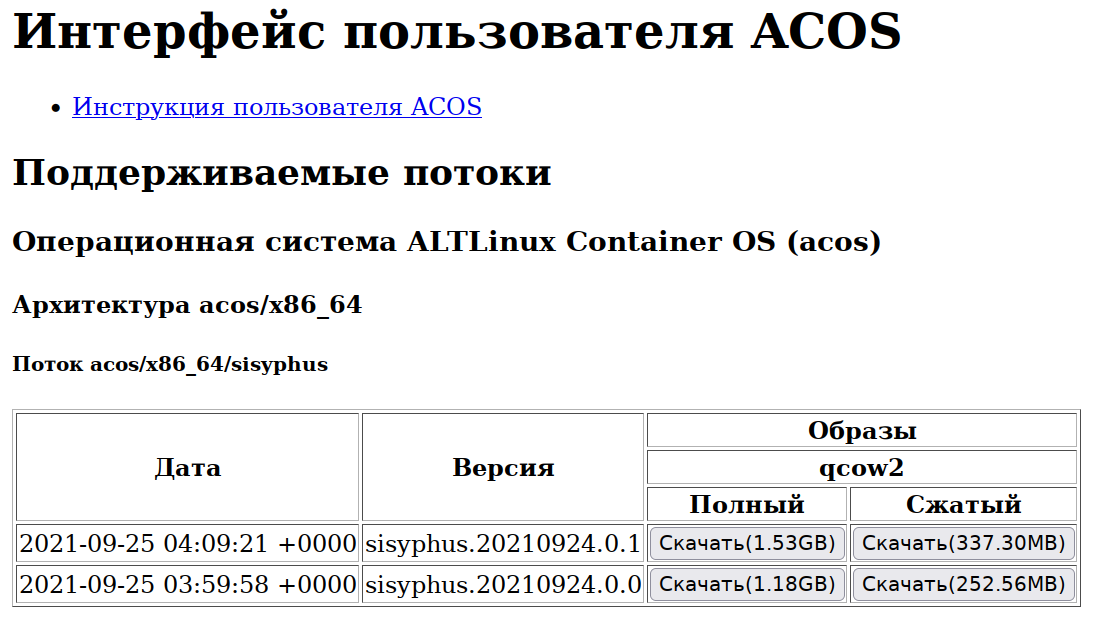 Интерфейс пользователя ACOS
Инструкция пользователя ACOS
Поддерживаемые потоки
Операционная система ALTLinux Container OS (acos)
Архитектура acos/x86_64
Поток acos/x86_64/sisyphus
Дата Версия Образы
qcow2
Полный Сжатый
2021-09-25 04:09:21 +0000 sisyphus.20210924.0.1 Скачать(1.53GB) Скачать(337.30MB)
2021-09-25 03:59:58 +0000 sisyphus.20210924.0.0 Скачать(1.18GB) Скачать(252.56MB)